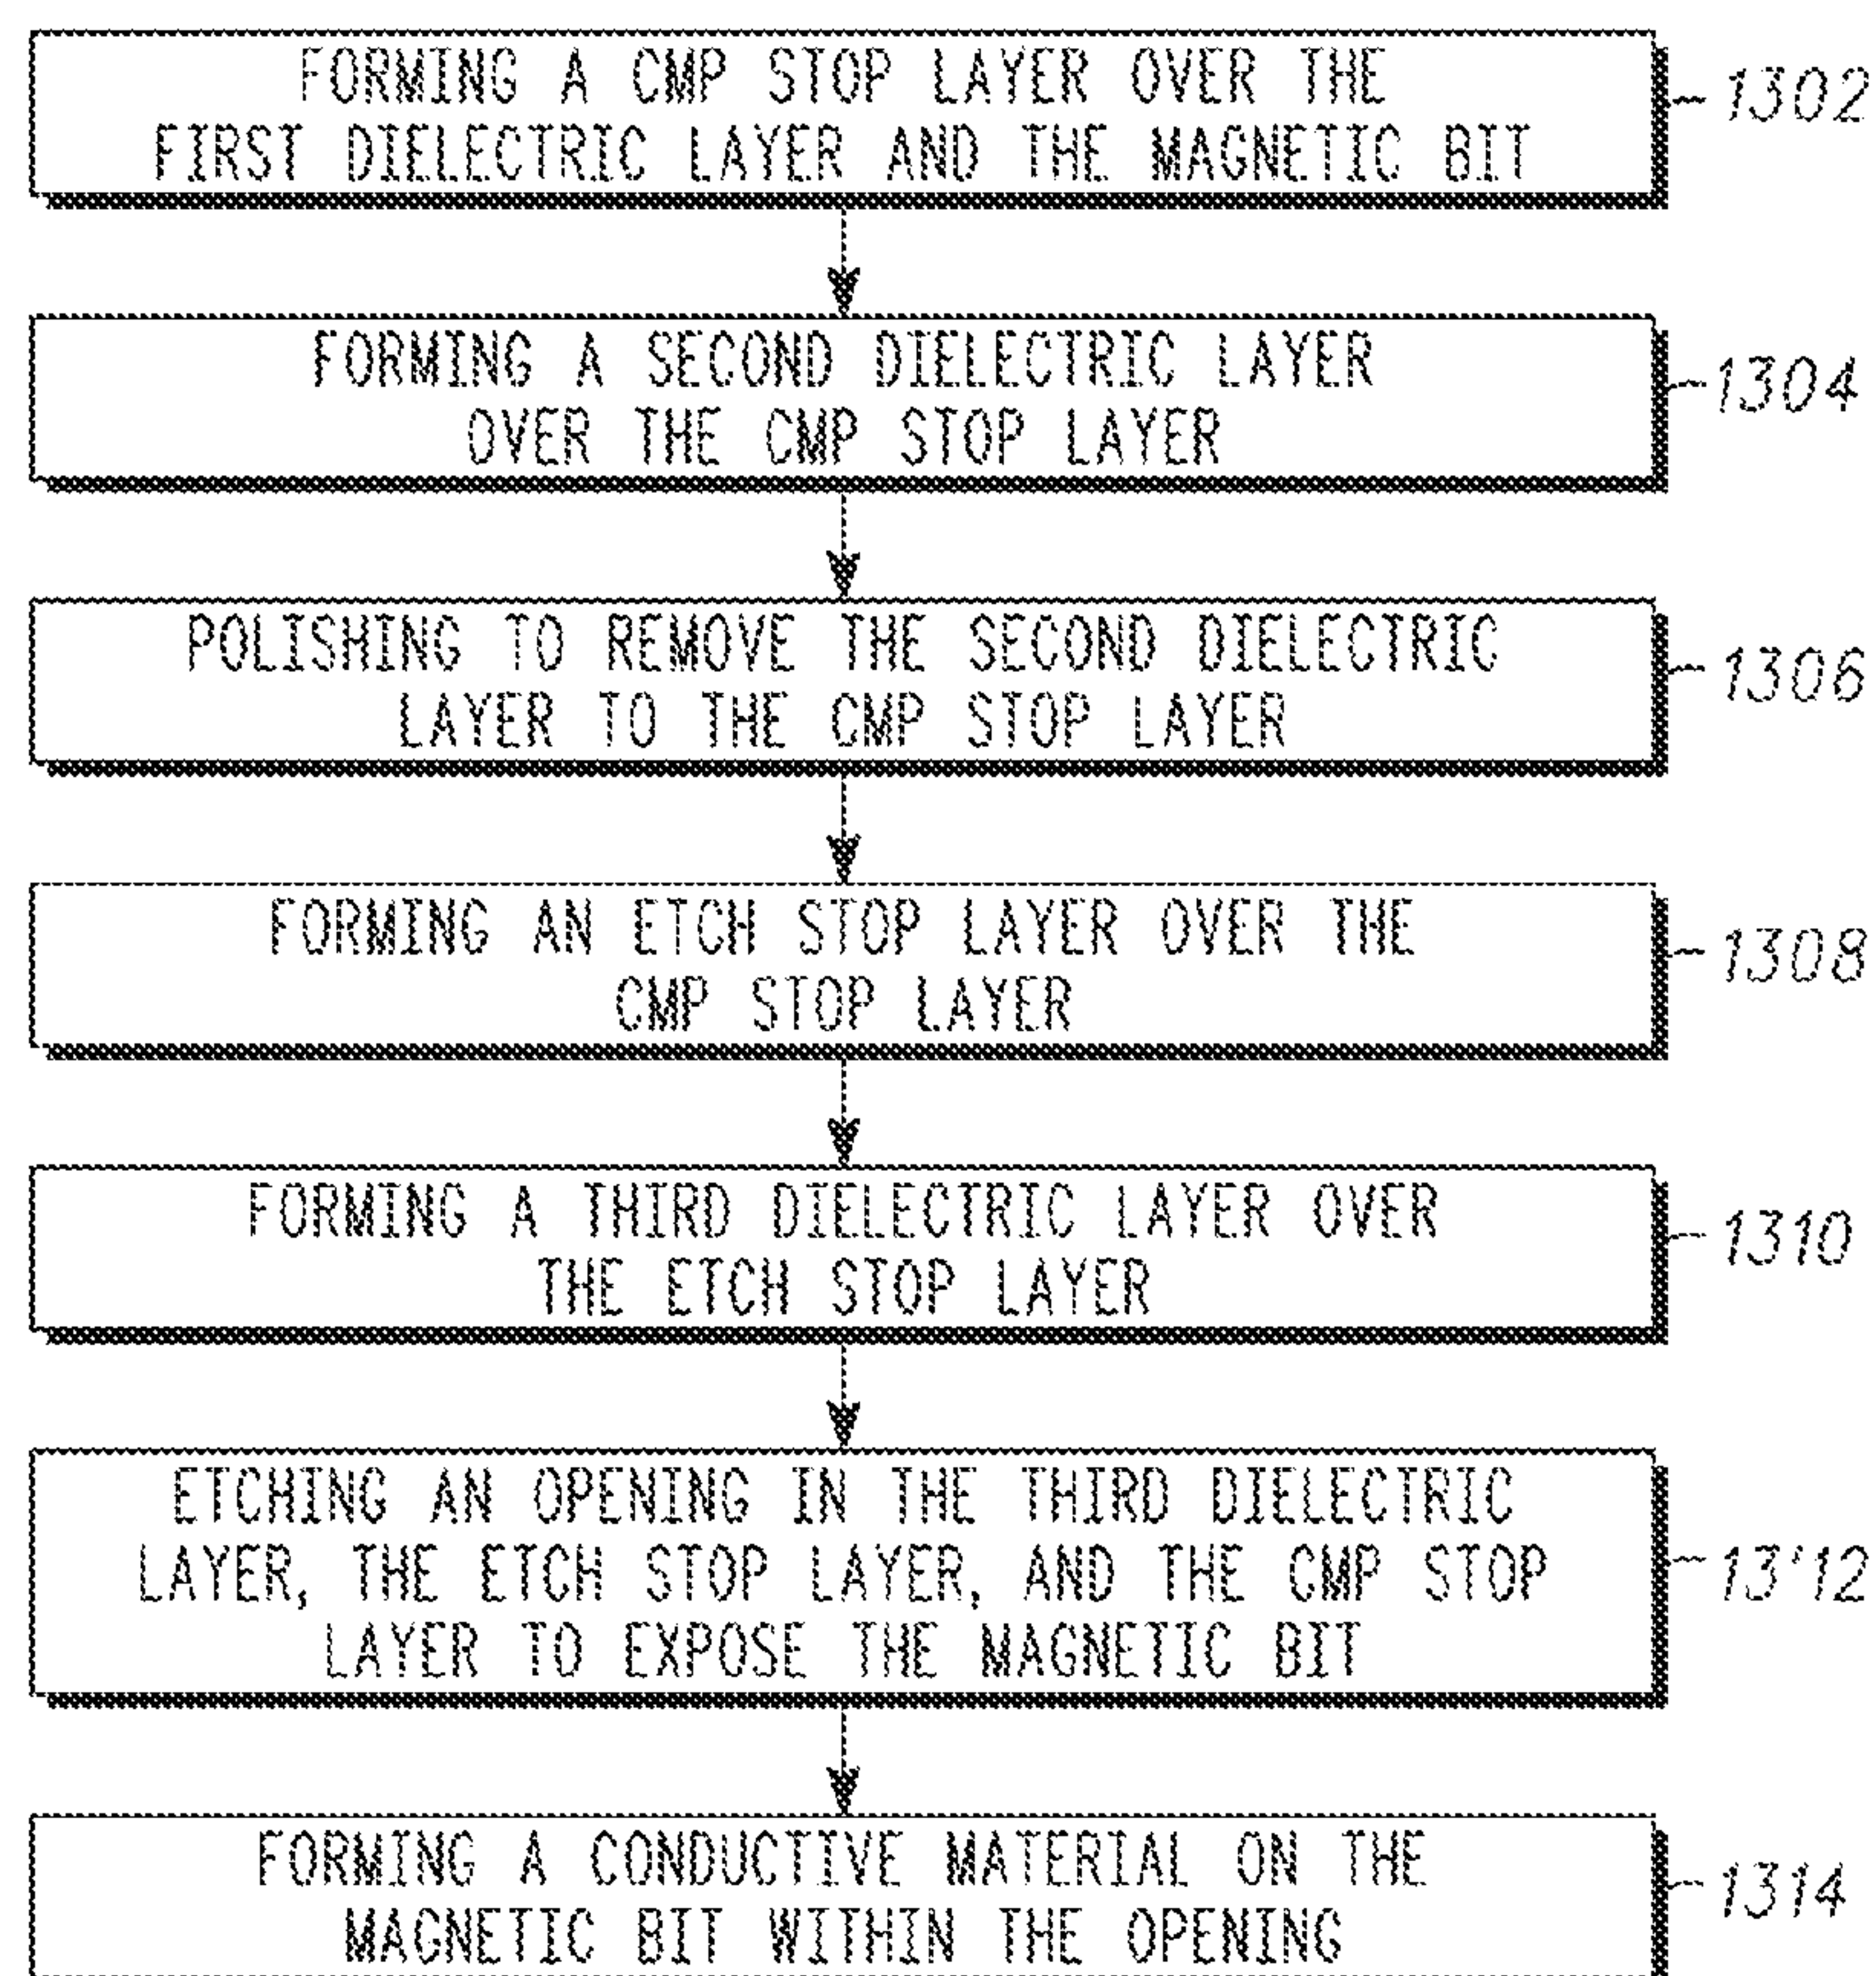 FORMING A CMP STOP LAYER OVER THE
FIRST DIELECTRIC LAYER AND THE MAGNETIC BIT
1302
FORMING A SECOND DIELECTRIC LAYER
OVER THE CMP STOP LAYER
1304
POLISHING TO REMOVE THE SECOND DIELECTRIC
LAYER TO THE CMP STOP LAYER
1306
FORMING AN ETCH STOP LAYER OVER THE
CMP STOP LAYER
1308
FORMING A THIRD DIELECTRIC LAYER OVER
THE ETCH STOP LAYER
1310
ETCHING AN OPENING IN THE THIRD DIELECTRIC
LAYER, THE ETCH STOP LAYER, AND THE CMP STOP
LAYER TO EXPOSE THE MAGNETIC BIT
13'12
FORMING A CONDUCTIVE MATERIAL ON THE
MAGNETIC BIT WITHIN THE OPENING
1314